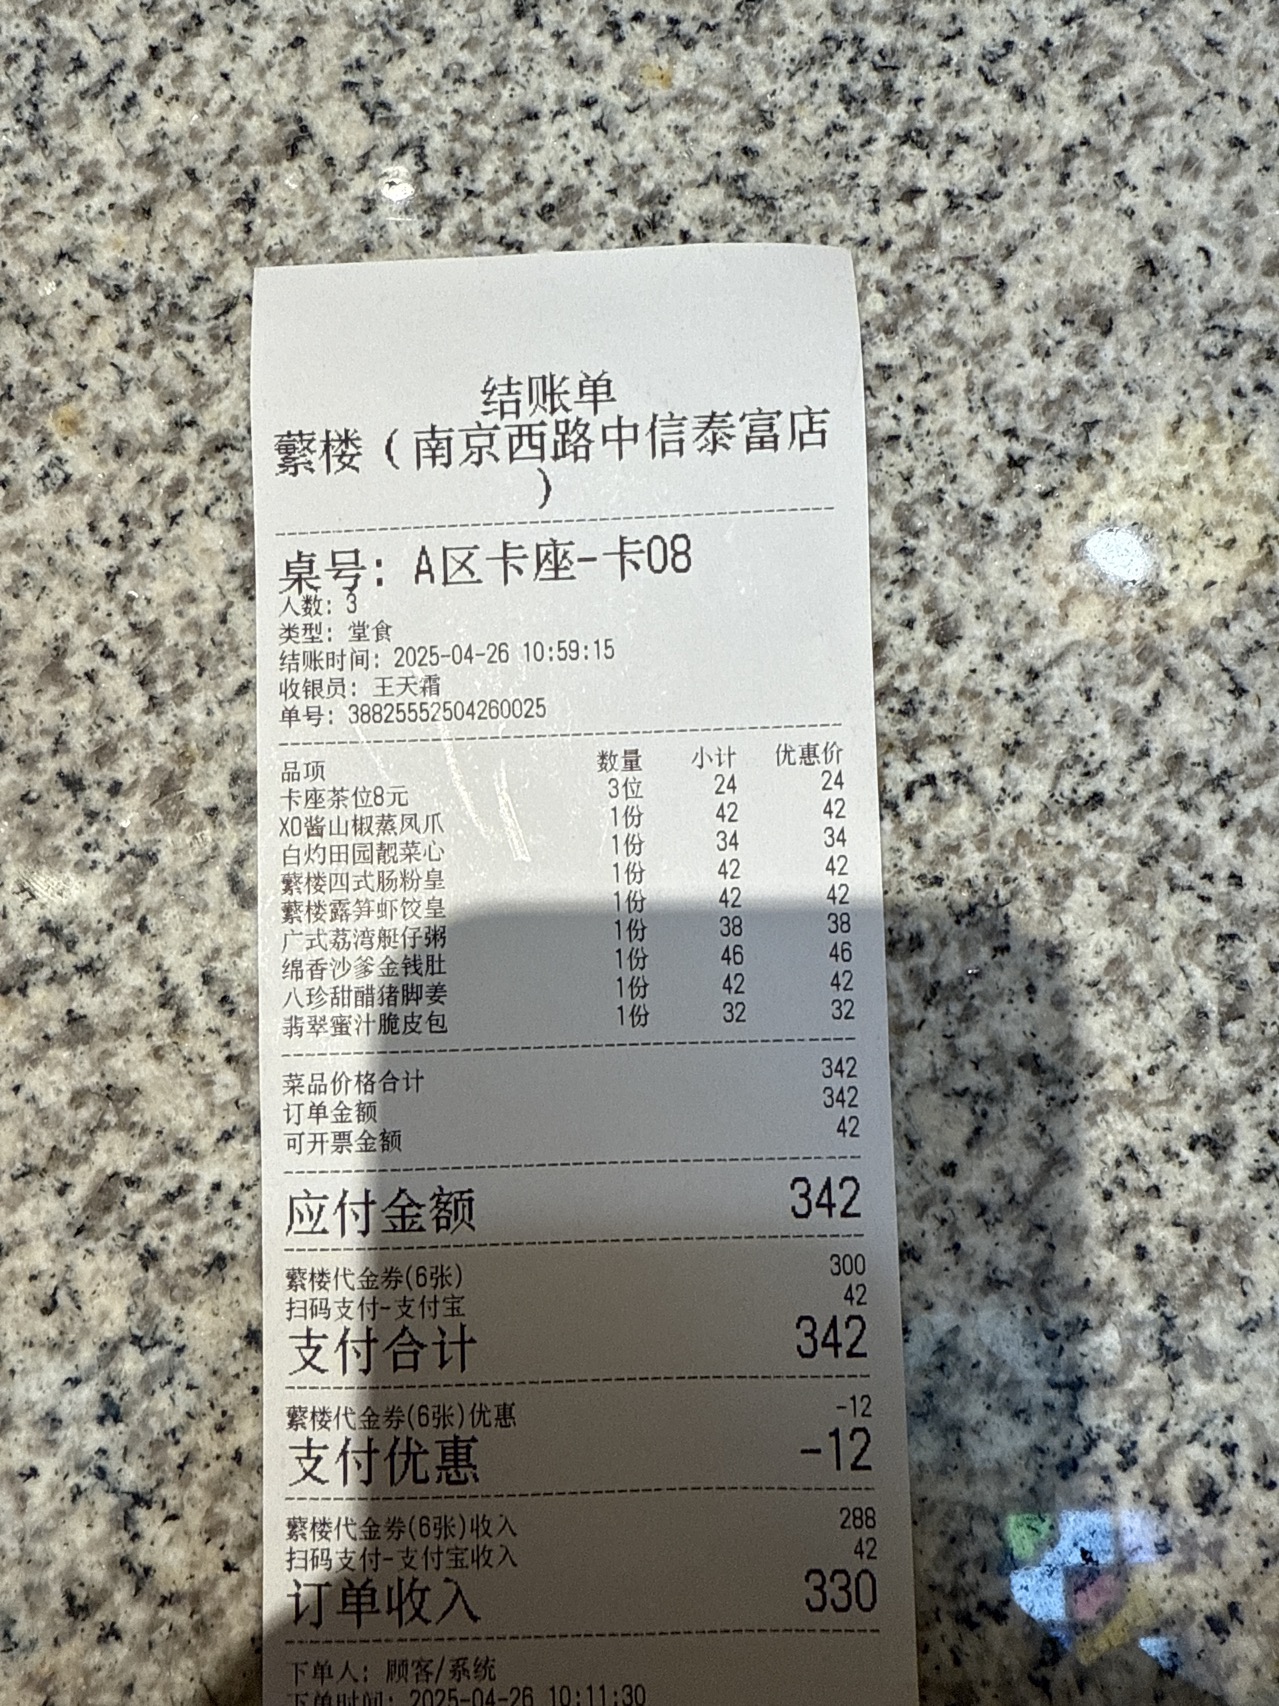 结账单
蘩楼（南京西路中信泰富店
）
桌号：A区卡座-卡08
人数：3
类型：堂食
结账时间：2025-04-26 10:59:15
收银员：王天霜
单号：38825552504260025
品项 数量 小计 优惠价
卡座茶位8元 3位 24 24
XO酱山椒蒸凤爪 1份 42 42
白灼田园靓菜心 1份 34 34
蘩楼四式肠粉皇 1份 42 42
蘩楼露笋虾饺皇 1份 42 42
广式荔湾艇仔粥 1份 38 38
绵香沙爹金钱肚 1份 46 46
八珍甜醋猪脚姜 1份 42 42
翡翠蜜汁脆皮包 1份 32 32
菜品价格合计 342
订单金额 342
可开票金额 42
应付金额 342
蘩楼代金券(6张) 300
扫码支付-支付宝 42
支付合计 342
蘩楼代金券(6张)优惠 -12
支付优惠 -12
蘩楼代金券(6张)收入 288
扫码支付-支付宝收入 42
订单收入 330
下单人：顾客/系统
下单时间：2025-04-26 10:11:30